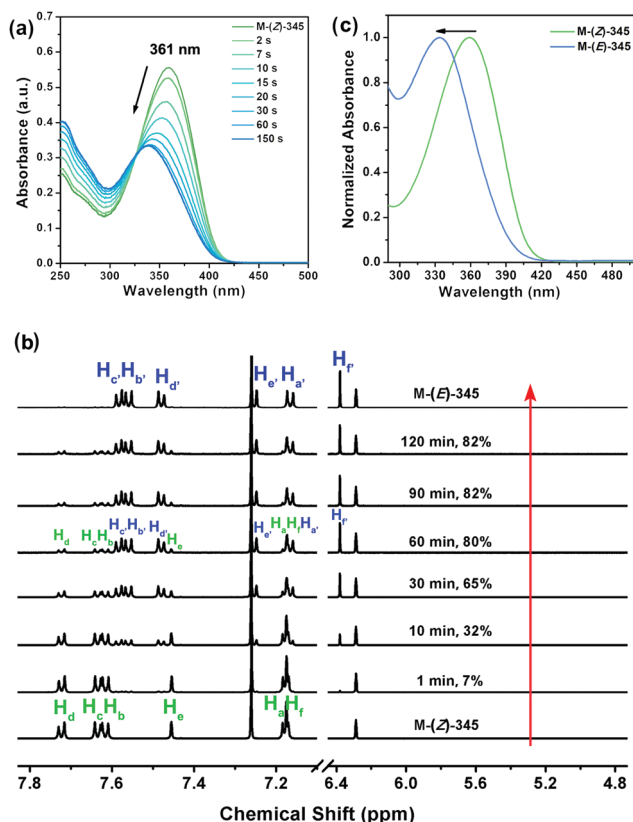 (a)
M-(Z)-345
2 s
7 s
10 s
15 s
20 s
30 s
60 s
150 s
361 nm
Absorbance (a.u.)
0.7
0.6
0.5
0.4
0.3
0.2
0.1
0.0
250 300 350 400 450 500
Wavelength (nm)
(c)
M-(Z)-345
M-(E)-345
Normalized Absorbance
1.0
0.8
0.6
0.4
0.2
0
300 330 360 390 420 450 480
Wavelength (nm)
(b)
Hc' Hb' Hd' He' Ha' Hf'
M-(E)-345
120 min, 82%
90 min, 82%
Hd Hc Hb Hc' Hb' Hd' He He' Ha Hf Ha' Hf'
60 min, 80%
30 min, 65%
10 min, 32%
1 min, 7%
Hd Hc Hb He Ha Hf
M-(Z)-345
7.8 7.6 7.4 7.2 6.4 6.0 5.6 5.2 4.8
Chemical Shift (ppm)